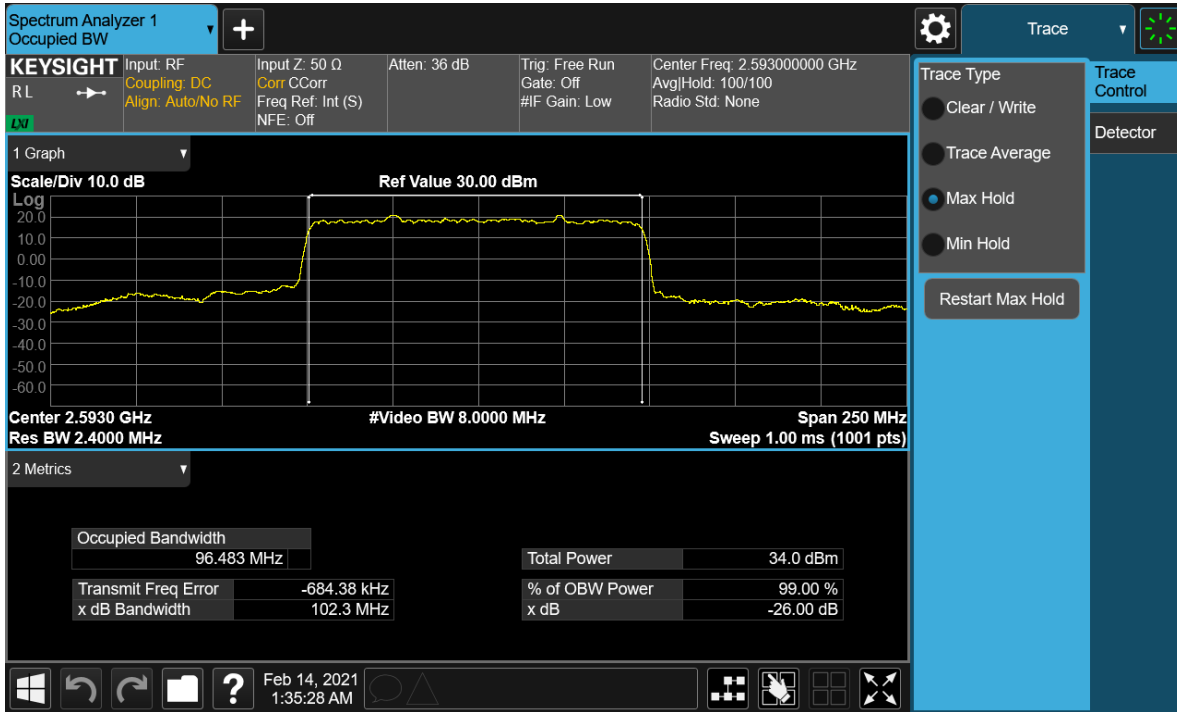 Spectrum Analyzer 1
Occupied BW
+
Trace
KEYSIGHT
RL
LXI
Input: RF
Coupling: DC
Align: Auto/No RF
Input Z: 50 Ω
Corr CCorr
Freq Ref: Int (S)
NFE: Off
Atten: 36 dB
Trig: Free Run
Gate: Off
#IF Gain: Low
Center Freq: 2.593000000 GHz
Avg|Hold: 100/100
Radio Std: None
Trace Type
Clear / Write
Trace Average
Max Hold
Min Hold
Restart Max Hold
Trace
Control
Detector
1 Graph
Scale/Div 10.0 dB
Ref Value 30.00 dBm
Log
20.0
10.0
0.00
-10.0
-20.0
-30.0
-40.0
-50.0
-60.0
Center 2.5930 GHz
#Video BW 8.0000 MHz
Span 250 MHz
Res BW 2.4000 MHz
Sweep 1.00 ms (1001 pts)
2 Metrics
Occupied Bandwidth
96.483 MHz
Total Power 34.0 dBm
Transmit Freq Error -684.38 kHz
% of OBW Power 99.00 %
x dB Bandwidth 102.3 MHz
x dB -26.00 dB
?
Feb 14, 2021
1:35:28 AM